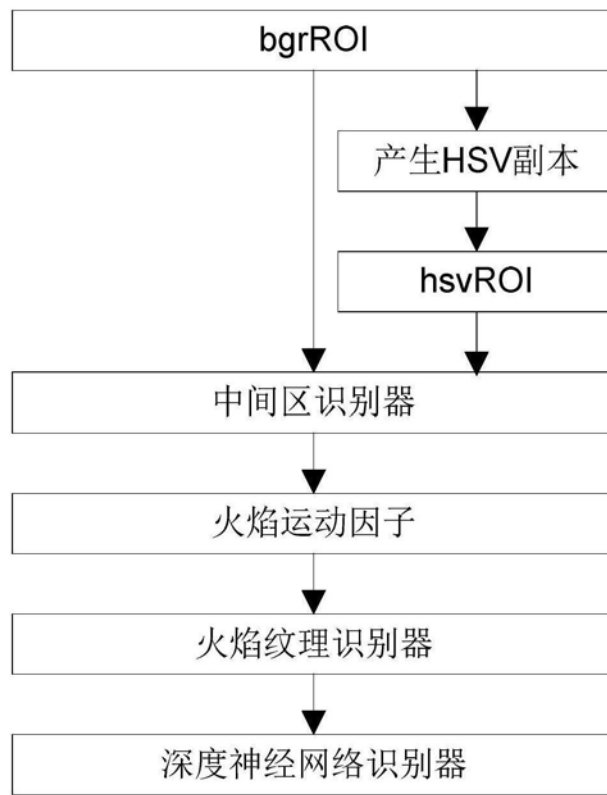 bgrROI
产生HSV副本
hsvROI
中间区识别器
火焰运动因子
火焰纹理识别器
深度神经网络识别器